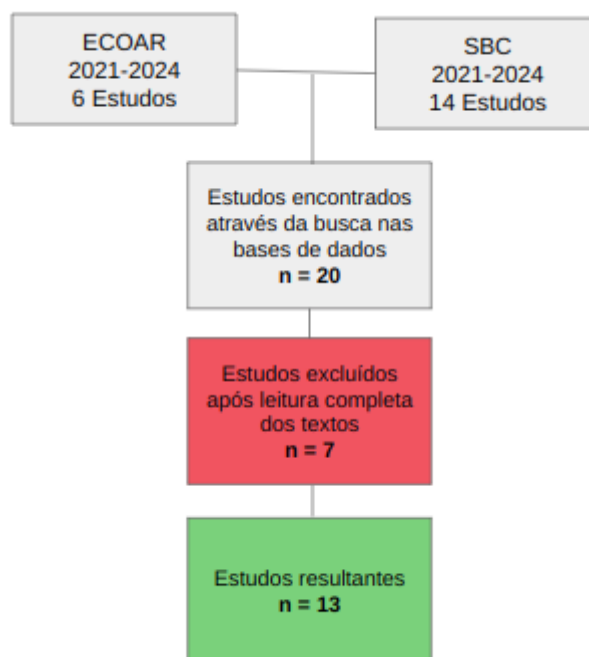 ECOAR
2021-2024
6 Estudos
SBC
2021-2024
14 Estudos
Estudos encontrados
através da busca nas
bases de dados
n = 20
Estudos excluídos
após leitura completa
dos textos
n = 7
Estudos resultantes
n = 13